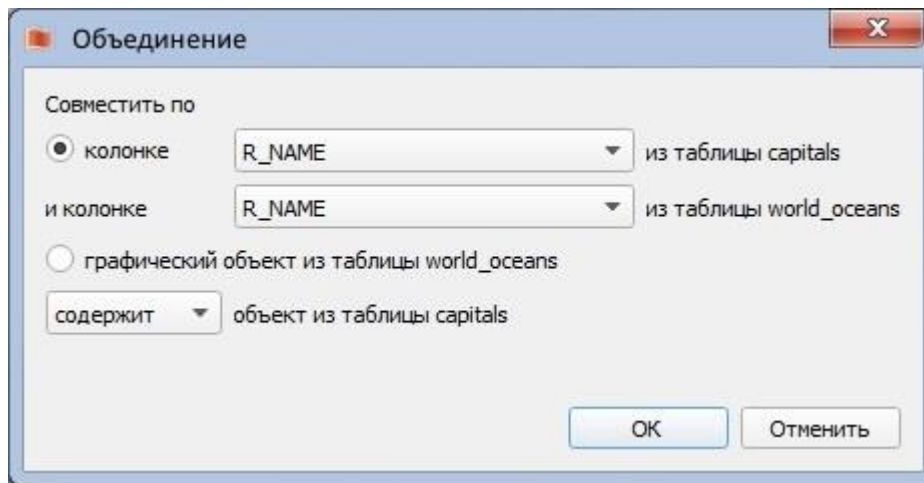 Объединение
Совместить по
колонке R_NAME из таблицы capitals
и колонке R_NAME из таблицы world_oceans
графический объект из таблицы world_oceans
содержит объект из таблицы capitals
OK Отменить